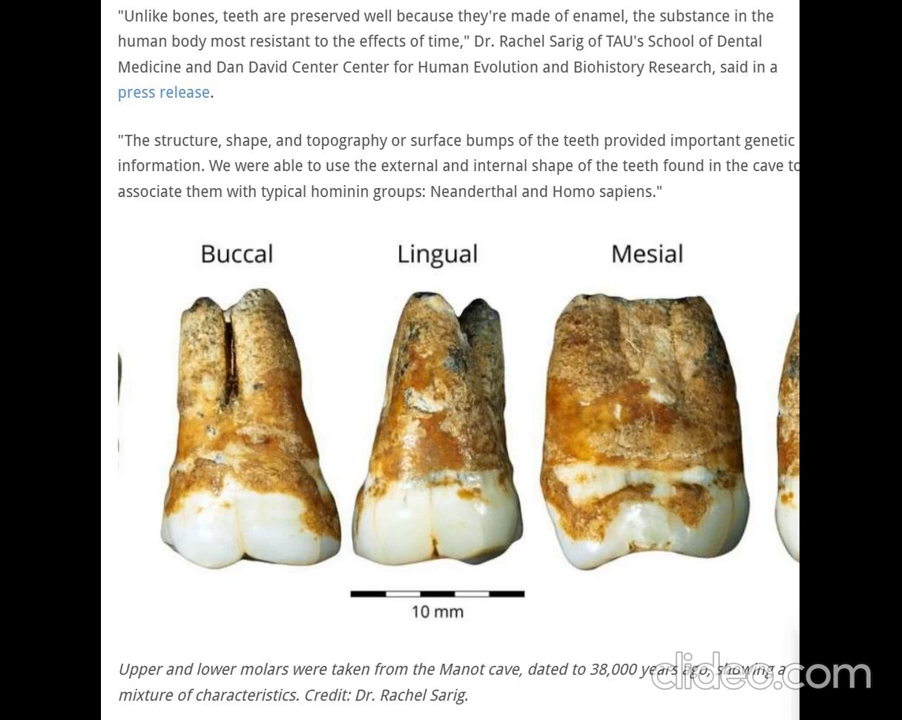 "Unlike bones, teeth are preserved well because they're made of enamel, the substance in the
human body most resistant to the effects of time," Dr. Rachel Sarig of TAU's School of Dental
Medicine and Dan David Center Center for Human Evolution and Biohistory Research, said in a
press release.
"The structure, shape, and topography or surface bumps of the teeth provided important genetic
information. We were able to use the external and internal shape of the teeth found in the cave to
associate them with typical hominin groups: Neanderthal and Homo sapiens."
Buccal Lingual Mesial
10 mm
Upper and lower molars were taken from the Manot cave, dated to 38,000 years ago, showing a
mixture of characteristics. Credit: Dr. Rachel Sarig.
clideo.com